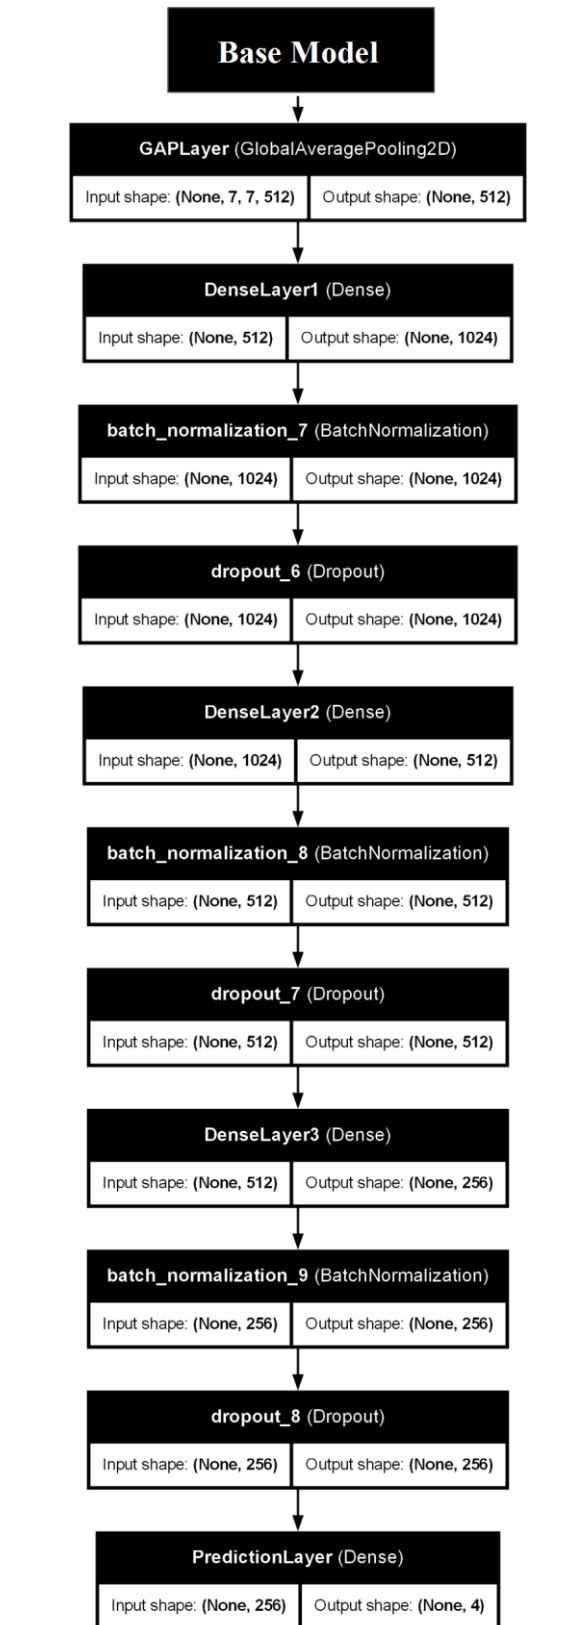 Base Model
GAPLayer (GlobalAveragePooling2D)
Input shape: (None, 7, 7, 512) Output shape: (None, 512)
DenseLayer1 (Dense)
Input shape: (None, 512) Output shape: (None, 1024)
batch_normalization_7 (BatchNormalization)
Input shape: (None, 1024) Output shape: (None, 1024)
dropout_6 (Dropout)
Input shape: (None, 1024) Output shape: (None, 1024)
DenseLayer2 (Dense)
Input shape: (None, 1024) Output shape: (None, 512)
batch_normalization_8 (BatchNormalization)
Input shape: (None, 512) Output shape: (None, 512)
dropout_7 (Dropout)
Input shape: (None, 512) Output shape: (None, 512)
DenseLayer3 (Dense)
Input shape: (None, 512) Output shape: (None, 256)
batch_normalization_9 (BatchNormalization)
Input shape: (None, 256) Output shape: (None, 256)
dropout_8 (Dropout)
Input shape: (None, 256) Output shape: (None, 256)
PredictionLayer (Dense)
Input shape: (None, 256) Output shape: (None, 4)